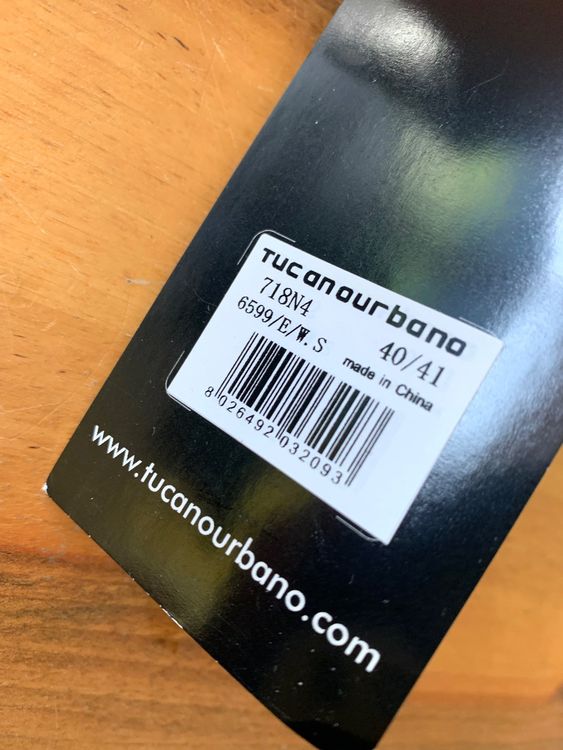 Tucanourbano
718N4
6599/E/W.S 40/41
made in China
8 026492 032093
www.tucanourbano.com